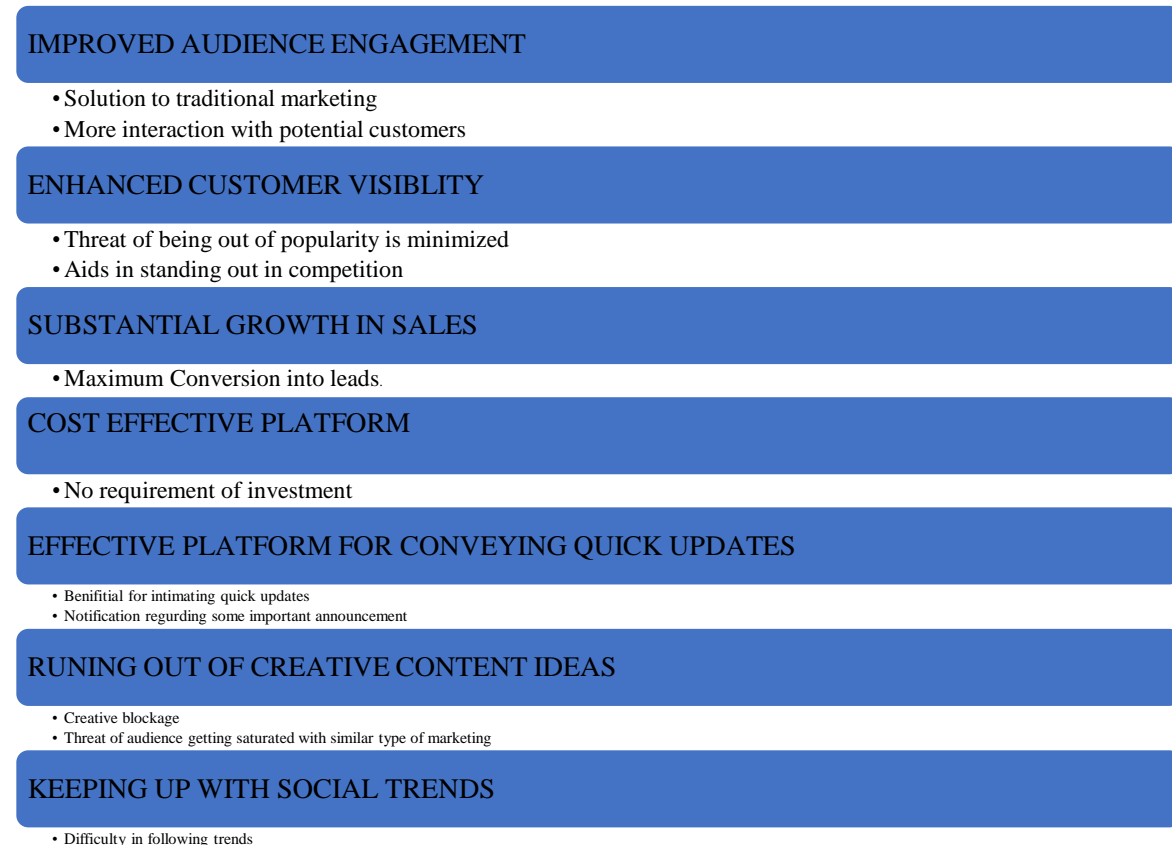 IMPROVED AUDIENCE ENGAGEMENT
• Solution to traditional marketing
• More interaction with potential customers
ENHANCED CUSTOMER VISIBLITY
• Threat of being out of popularity is minimized
• Aids in standing out in competition
SUBSTANTIAL GROWTH IN SALES
• Maximum Conversion into leads.
COST EFFECTIVE PLATFORM
• No requirement of investment
EFFECTIVE PLATFORM FOR CONVEYING QUICK UPDATES
• Benifitial for intimating quick updates
• Notification regurding some important announcement
RUNING OUT OF CREATIVE CONTENT IDEAS
• Creative blockage
• Threat of audience getting saturated with similar type of marketing
KEEPING UP WITH SOCIAL TRENDS
• Difficulty in following trends